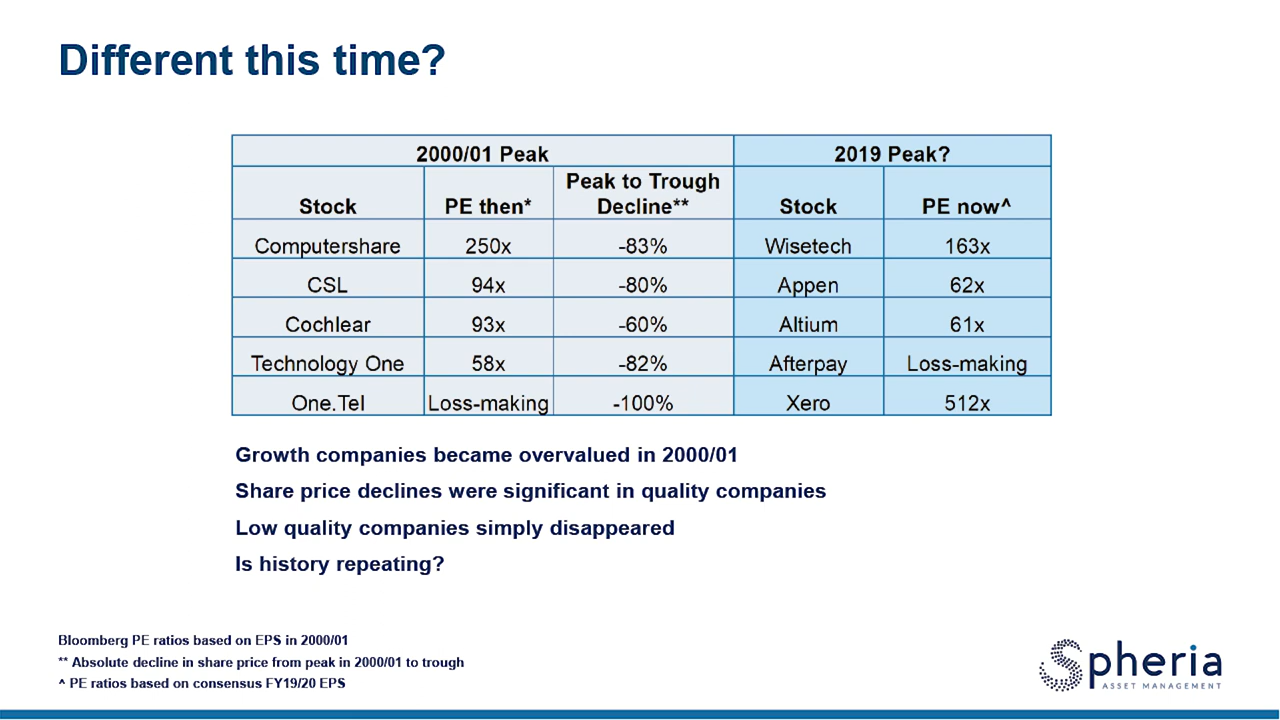 Different this time?
2000/01 Peak 2019 Peak?
Stock PE then* Peak to Trough Decline** Stock PE now^
Computershare 250x -83% Wisetech 163x
CSL 94x -80% Appen 62x
Cochlear 93x -60% Altium 61x
Technology One 58x -82% Afterpay Loss-making
One.Tel Loss-making -100% Xero 512x
Growth companies became overvalued in 2000/01
Share price declines were significant in quality companies
Low quality companies simply disappeared
Is history repeating?
Bloomberg PE ratios based on EPS in 2000/01
** Absolute decline in share price from peak in 2000/01 to trough
^ PE ratios based on consensus FY19/20 EPS
Spheria
ASSET MANAGEMENT